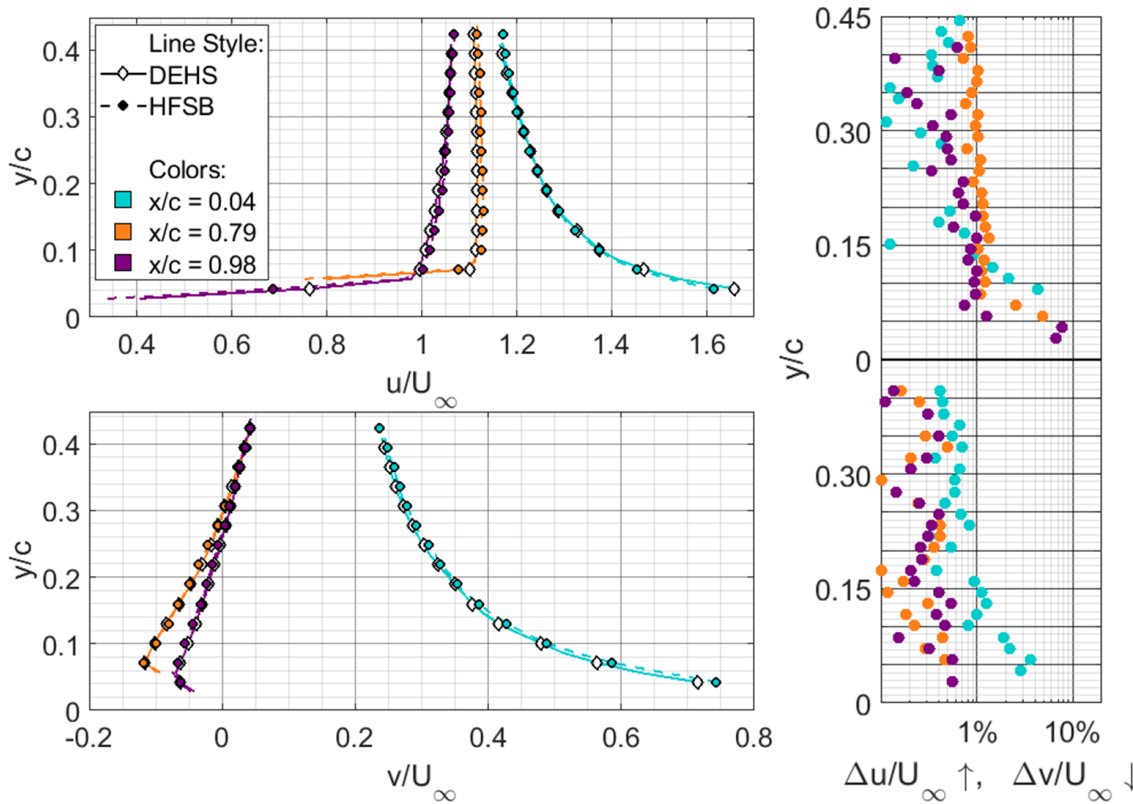 Line Style:
DEHS
HFSB
Colors:
x/c = 0.04
x/c = 0.79
x/c = 0.98
y/c
0.4
0.3
0.2
0.1
0
0.4
0.6
0.8
1
1.2
1.4
1.6
u/U∞
y/c
0.4
0.3
0.2
0.1
0
-0.2
0
0.2
0.4
0.6
0.8
v/U∞
y/c
0.45
0.30
0.15
0
0.30
0.15
0
1%
10%
Δu/U∞ ↑, Δv/U∞ ↓